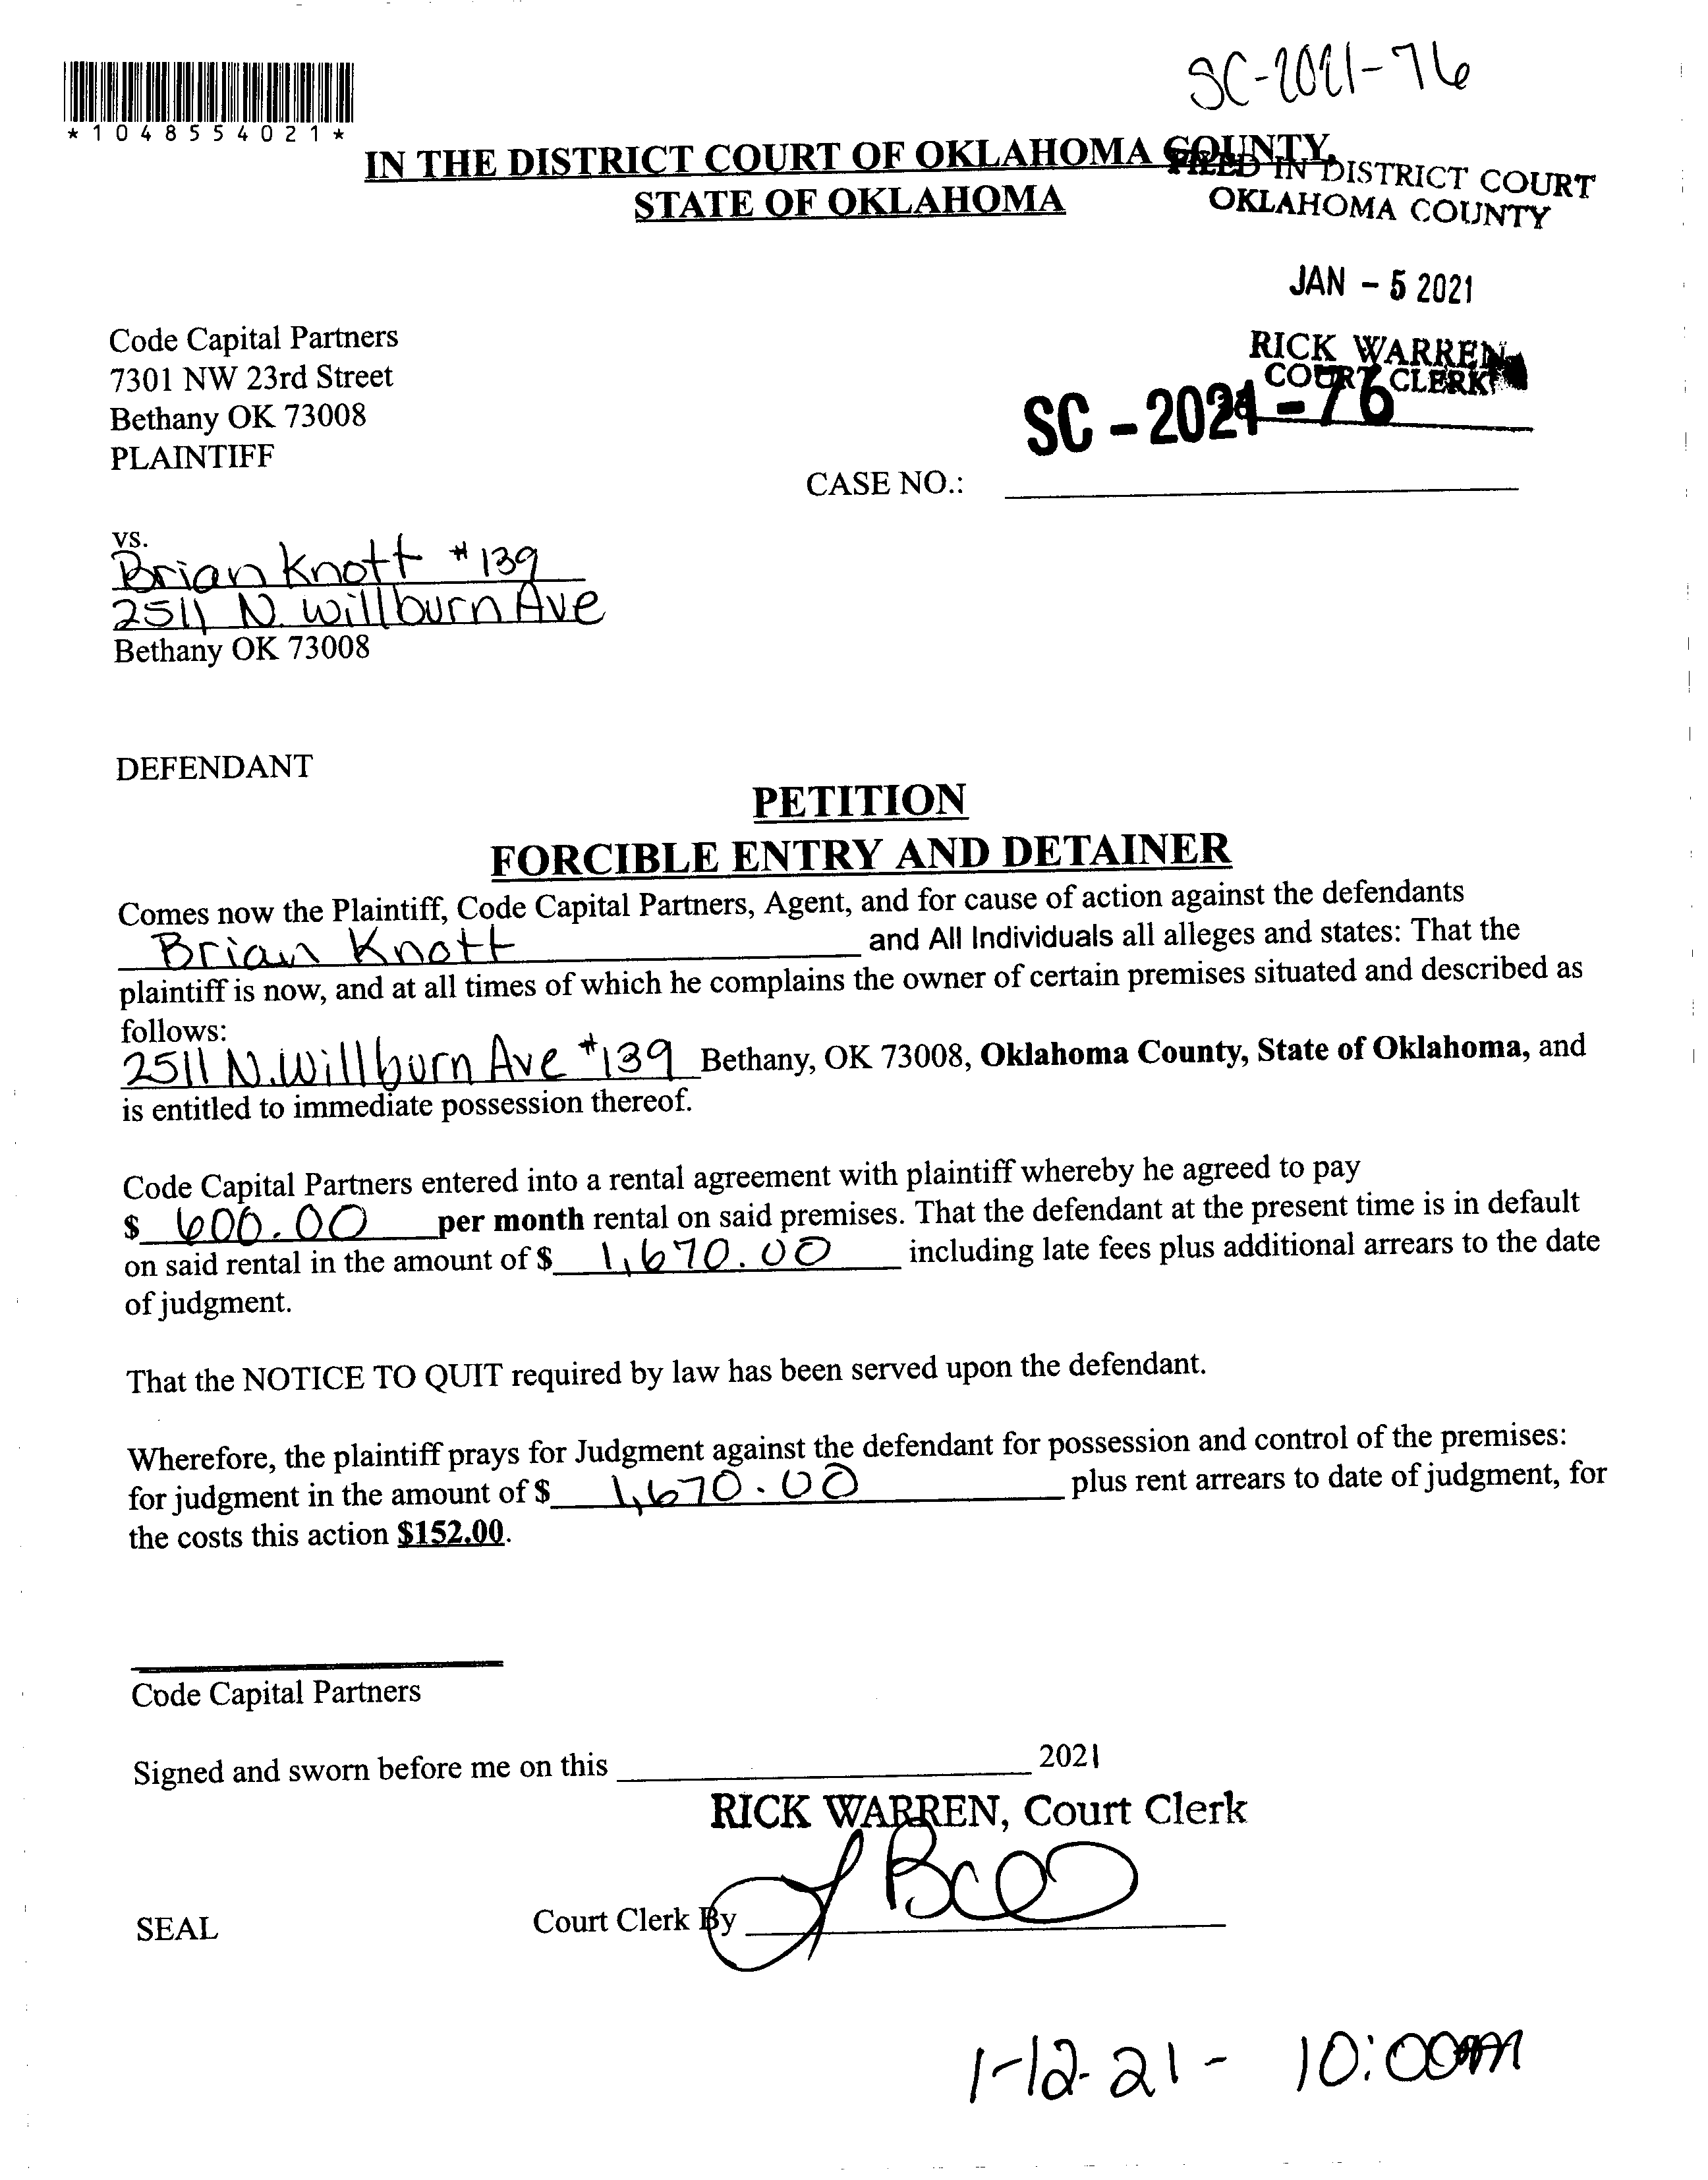 SC-2021-76
*1048554021*
IN THE DISTRICT COURT OF OKLAHOMA COUNTY,
STATE OF OKLAHOMA
FILED IN DISTRICT COURT
OKLAHOMA COUNTY
JAN - 5 2021
RICK WARREN
COURT CLERK
SC - 2021 - 76
Code Capital Partners
7301 NW 23rd Street
Bethany OK 73008
PLAINTIFF
CASE NO.:
vs.
Brian Knott #139
2511 N. Willburn Ave
Bethany OK 73008
DEFENDANT
PETITION
FORCIBLE ENTRY AND DETAINER
Comes now the Plaintiff, Code Capital Partners, Agent, and for cause of action against the defendants
Brian Knott and All Individuals all alleges and states: That the
plaintiff is now, and at all times of which he complains the owner of certain premises situated and described as
follows:
2511 N. Willburn Ave #139 Bethany, OK 73008, Oklahoma County, State of Oklahoma, and
is entitled to immediate possession thereof.
Code Capital Partners entered into a rental agreement with plaintiff whereby he agreed to pay
$ 600.00 per month rental on said premises. That the defendant at the present time is in default
on said rental in the amount of $ 1,670.00 including late fees plus additional arrears to the date
of judgment.
That the NOTICE TO QUIT required by law has been served upon the defendant.
Wherefore, the plaintiff prays for Judgment against the defendant for possession and control of the premises:
for judgment in the amount of $ 1,670.00 plus rent arrears to date of judgment, for
the costs this action $152.00.
Code Capital Partners
Signed and sworn before me on this 2021
RICK WARREN, Court Clerk
SEAL
Court Clerk By
1-12-21 - 10:00am